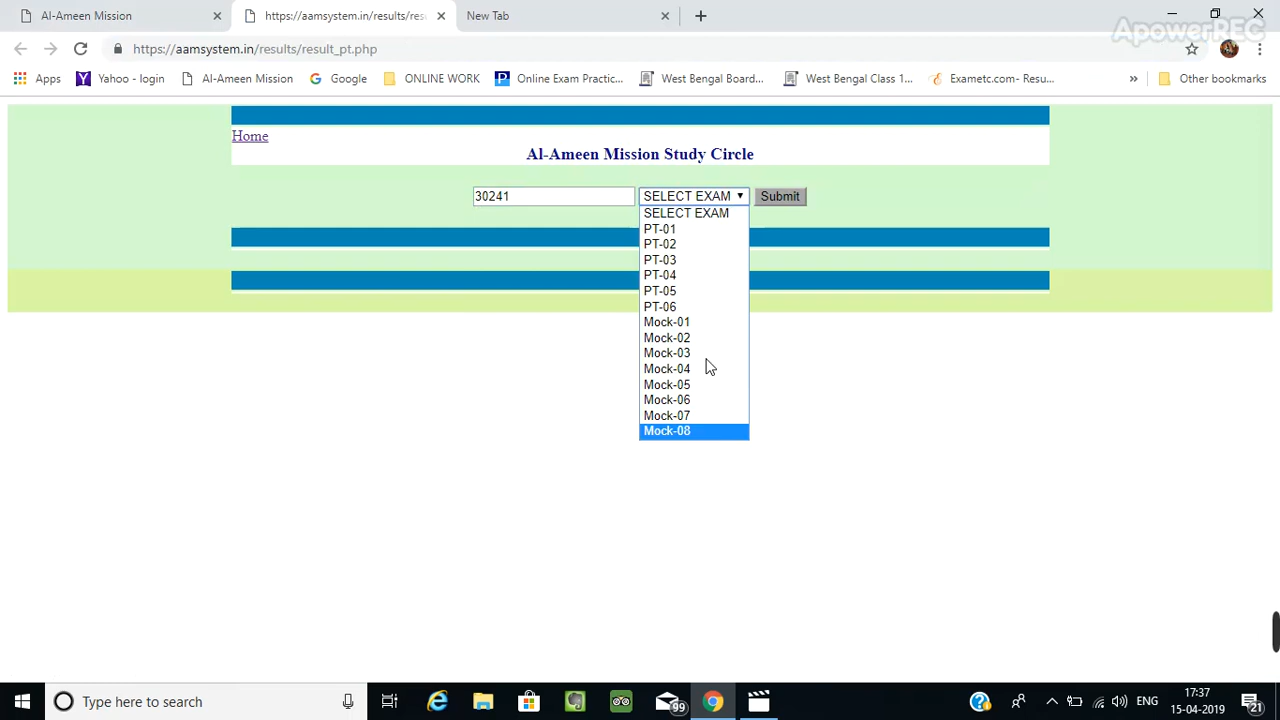 Al-Ameen Mission
https://aamsystem.in/results/res
New Tab
ApowerREC
https://aamsystem.in/results/result_pt.php
Apps
Yahoo - login
Al-Ameen Mission
Google
ONLINE WORK
Online Exam Practic...
West Bengal Board...
West Bengal Class 1...
Exametc.com- Resu...
»
Other bookmarks
Home
Al-Ameen Mission Study Circle
30241
SELECT EXAM
Submit
SELECT EXAM
PT-01
PT-02
PT-03
PT-04
PT-05
PT-06
Mock-01
Mock-02
Mock-03
Mock-04
Mock-05
Mock-06
Mock-07
Mock-08
Type here to search
99
ENG
17:37
15-04-2019
21